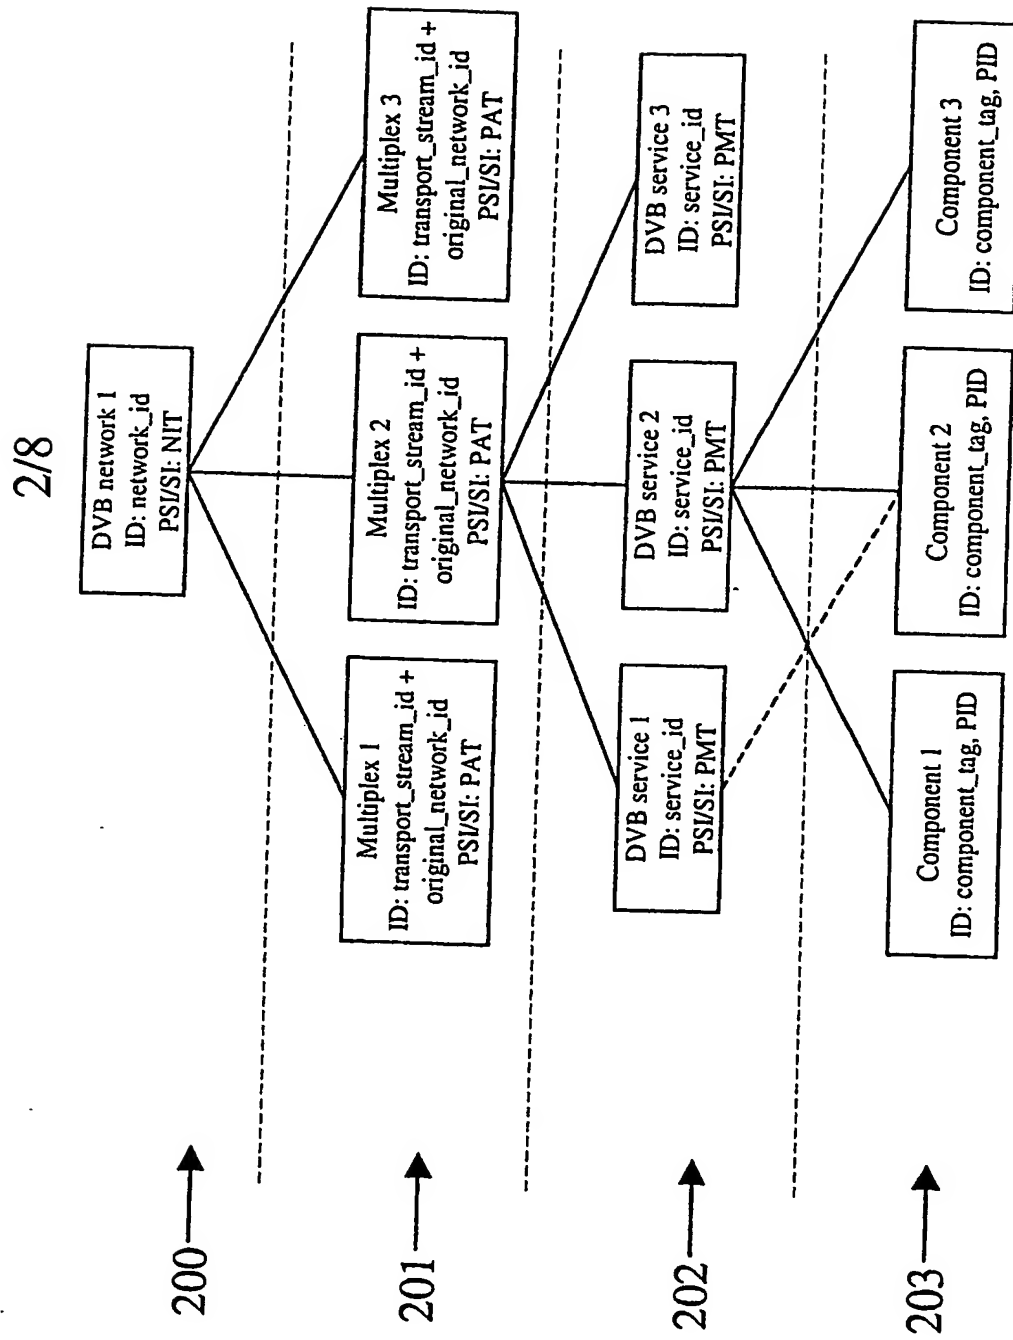 2/8
200
DVB network 1
ID: network_id
PSI/SI: NIT
201
Multiplex 1
ID: transport_stream_id +
original_network_id
PSI/SI: PAT
Multiplex 2
ID: transport_stream_id +
original_network_id
PSI/SI: PAT
Multiplex 3
ID: transport_stream_id +
original_network_id
PSI/SI: PAT
202
DVB service 1
ID: service_id
PSI/SI: PMT
DVB service 2
ID: service_id
PSI/SI: PMT
DVB service 3
ID: service_id
PSI/SI: PMT
203
Component 1
ID: component_tag, PID
Component 2
ID: component_tag, PID
Component 3
ID: component_tag, PID